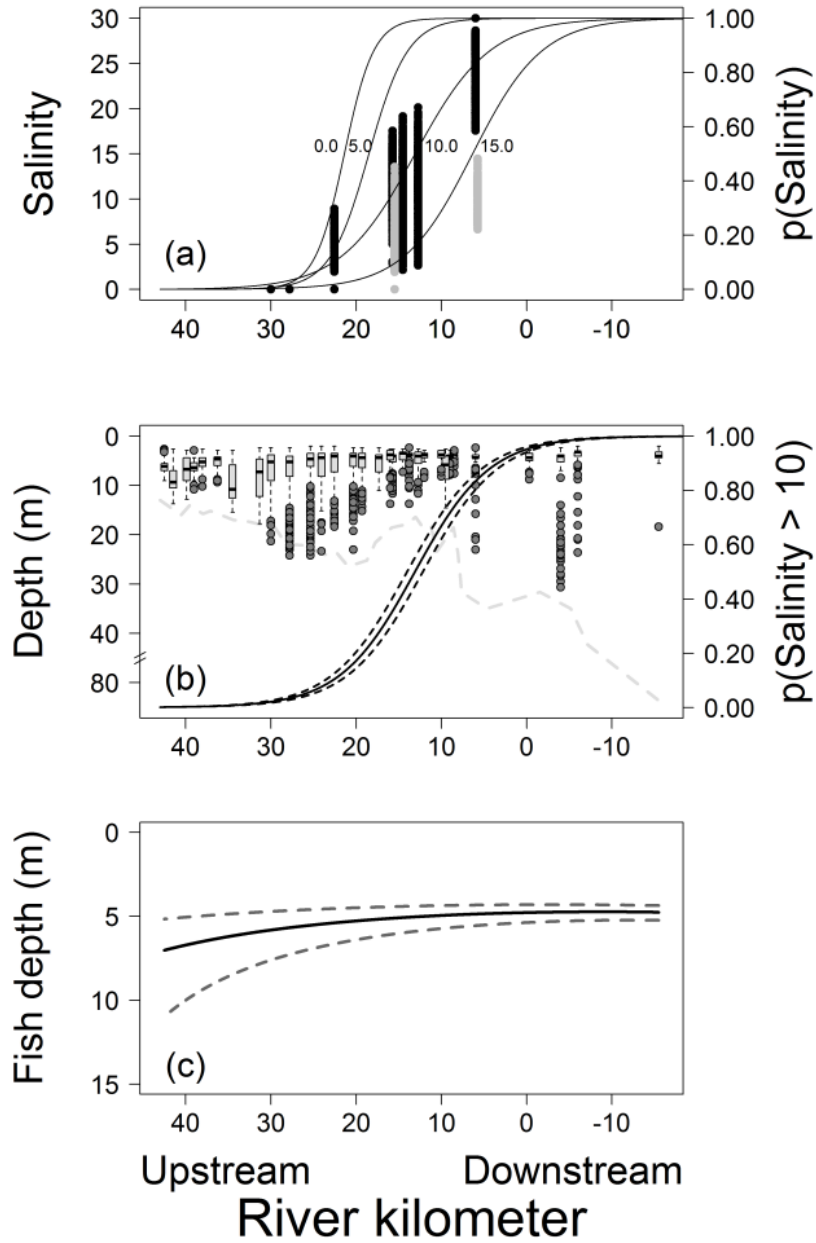 30 1.00
25 0.80
20
0.60
15 0.0 5.0 10.0 15.0
0.40
10
5 0.20
0 0.00
Salinity
p(Salinity)
(a)
40 30 20 10 0 -10
0 1.00
10 0.80
20
0.60
30
0.40
40
0.20
80
0.00
Depth (m)
p(Salinity > 10)
(b)
40 30 20 10 0 -10
0
5
10
15
Fish depth (m)
(c)
40 30 20 10 0 -10
Upstream Downstream
River kilometer